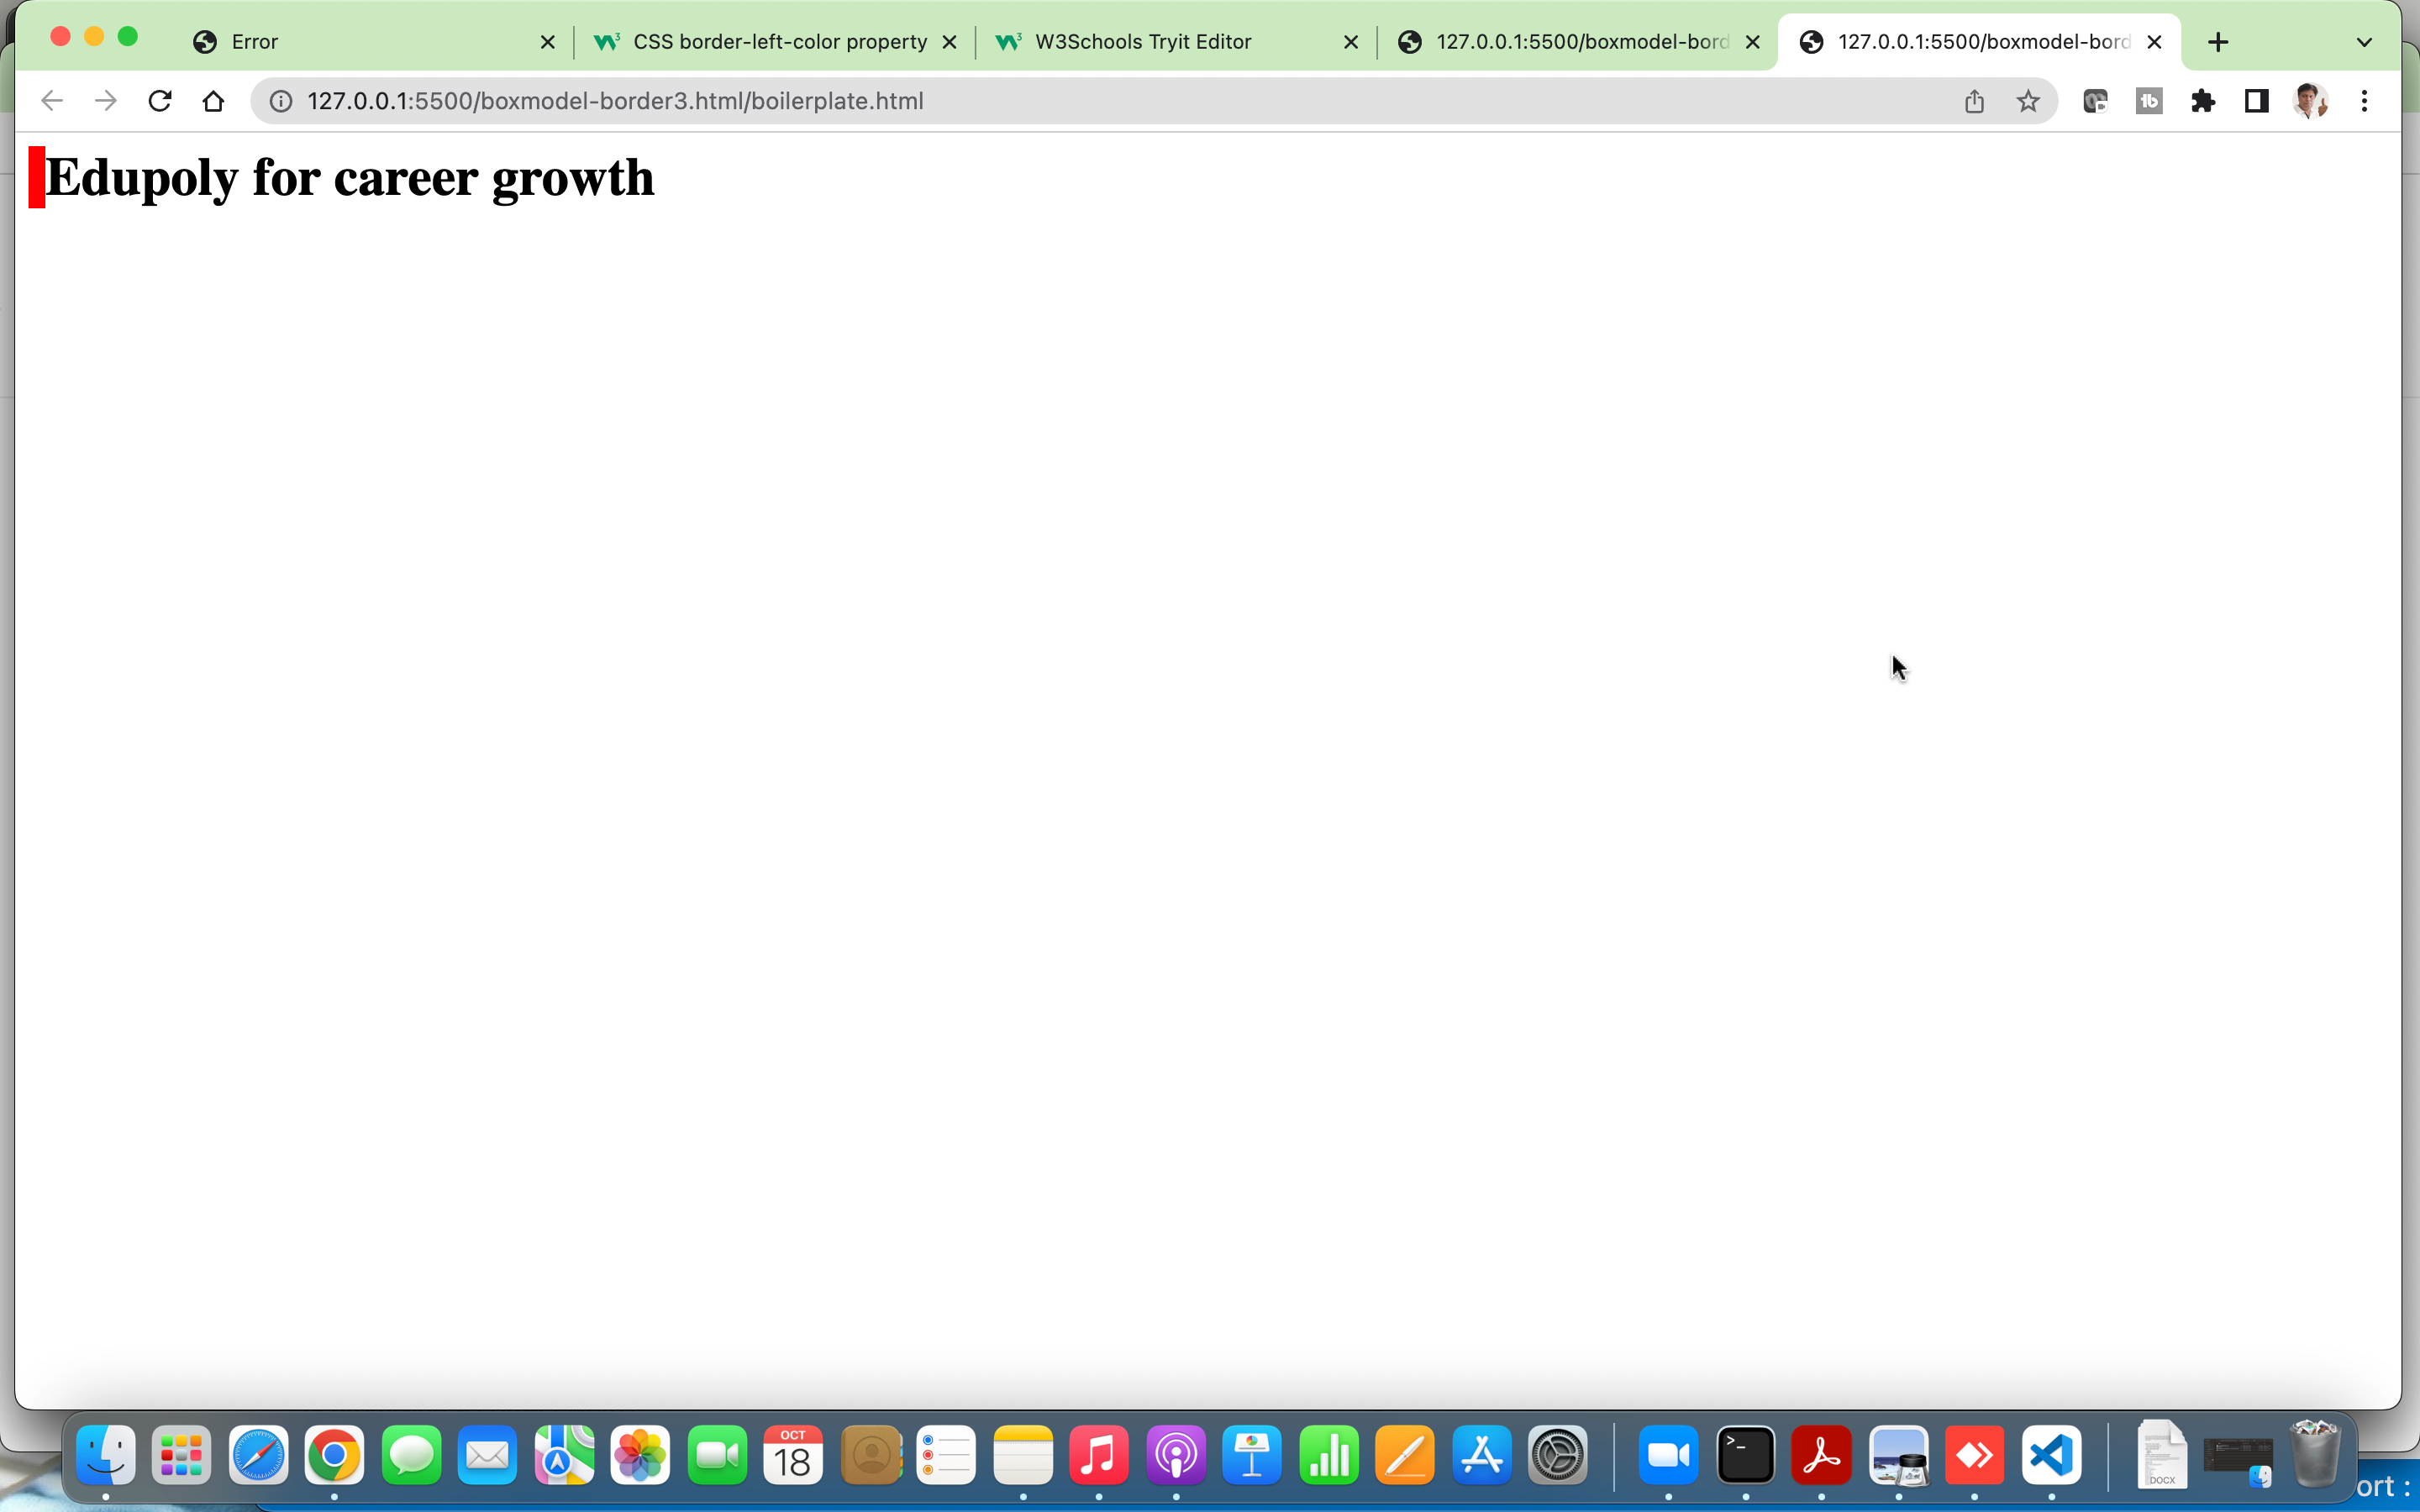 Error
CSS border-left-color property
W3Schools Tryit Editor
127.0.0.1:5500/boxmodel-bord
127.0.0.1:5500/boxmodel-bord
127.0.0.1:5500/boxmodel-border3.html/boilerplate.html
Edupoly for career growth
OCT
18
DOCX
ort :